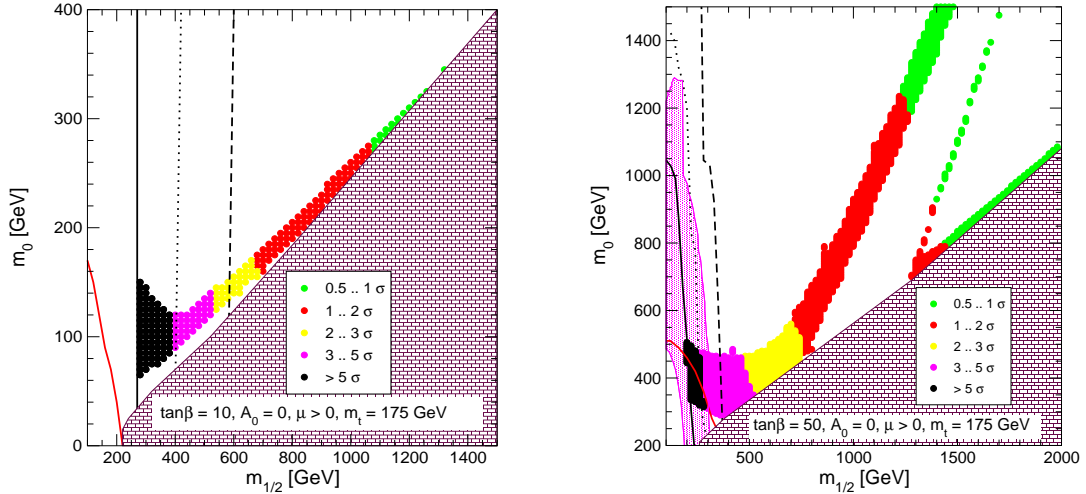 400
300
200
100
0
m0 [GeV]
0.5 .. 1 σ
1 .. 2 σ
2 .. 3 σ
3 .. 5 σ
> 5 σ
tanβ = 10, A0 = 0, μ > 0, mt = 175 GeV
200 400 600 800 1000 1200 1400
m1/2 [GeV]
1400
1200
1000
800
600
400
200
m0 [GeV]
0.5 .. 1 σ
1 .. 2 σ
2 .. 3 σ
3 .. 5 σ
> 5 σ
tanβ = 50, A0 = 0, μ > 0, mt = 175 GeV
500 1000 1500 2000
m1/2 [GeV]